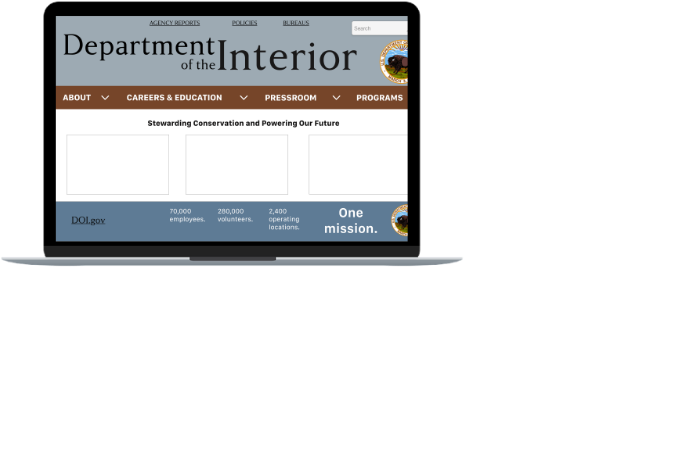 AGENCY REPORTS POLICIES BUREAUS
Search
Department
of the Interior
ABOUT CAREERS & EDUCATION PRESSROOM PROGRAMS
Stewarding Conservation and Powering Our Future
DOI.gov
70,000
employees.
280,000
volunteers.
2,400
operating
locations.
One
mission.